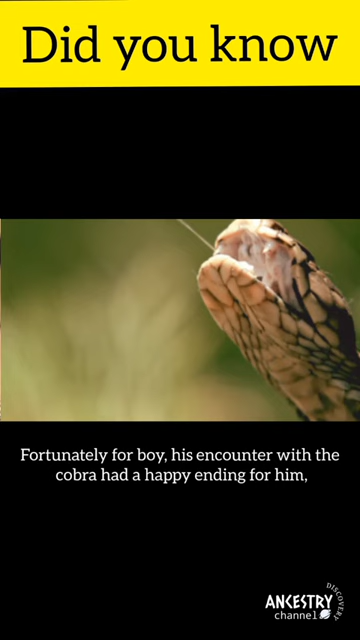 Did you know
Fortunately for boy, his encounter with the
cobra had a happy ending for him,
DISCOVERY
ANCESTRY
channel